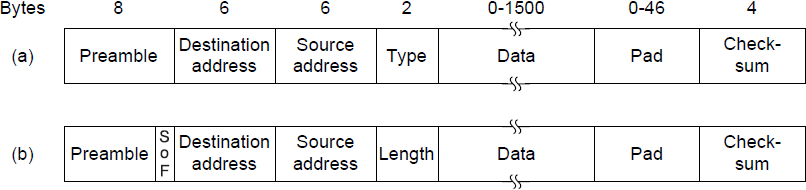 Bytes 8 6 6 2 0-1500 0-46 4
(a) Preamble Destination address Source address Type Data Pad Check-sum
(b) Preamble SoF Destination address Source address Length Data Pad Check-sum